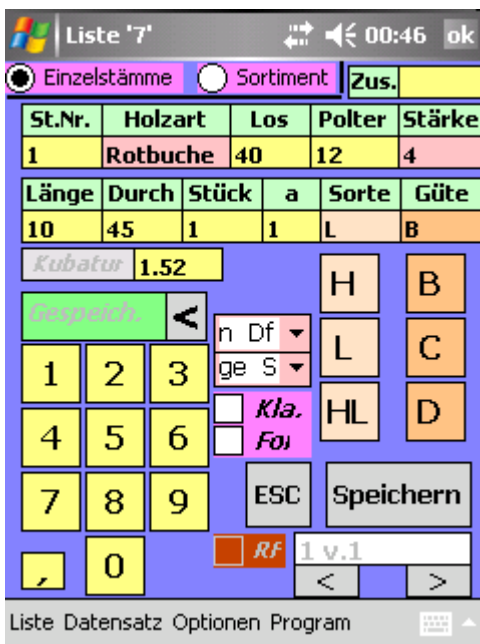 Liste '7' 00:46 ok
Einzelstämme Sortiment Zus.
St.Nr. Holzart Los Polter Stärke
1 Rotbuche 40 12 4
Länge Durch Stück a Sorte Güte
10 45 1 1 L B
Kubatur 1.52
H B
Gespeich. <
n Df
L C
ge S
1 2 3
Kla.
HL D
4 5 6
For
ESC Speichern
7 8 9
RF 1 v.1
, 0
< >
Liste Datensatz Optionen Program